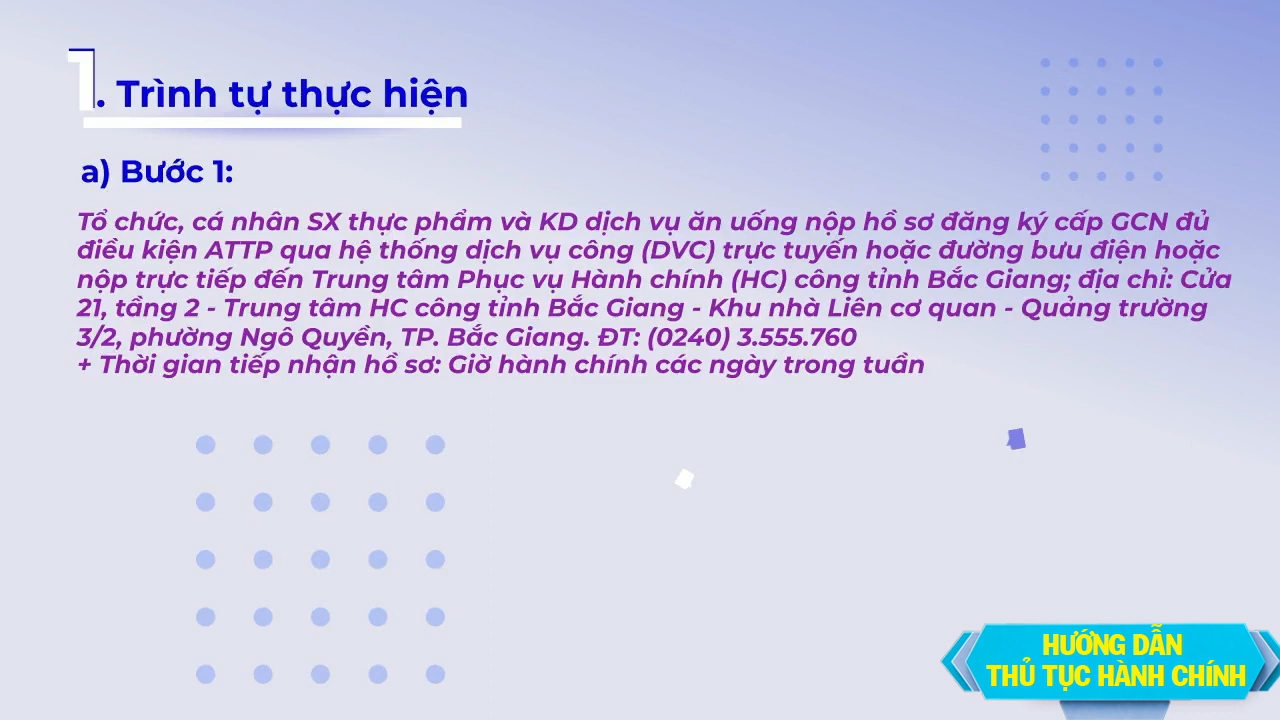 1. Trình tự thực hiện
a) Bước 1:
Tổ chức, cá nhân SX thực phẩm và KD dịch vụ ăn uống nộp hồ sơ đăng ký cấp GCN đủ
điều kiện ATTP qua hệ thống dịch vụ công (DVC) trực tuyến hoặc đường bưu điện hoặc
nộp trực tiếp đến Trung tâm Phục vụ Hành chính (HC) công tỉnh Bắc Giang; địa chỉ: Cửa
21, tầng 2 - Trung tâm HC công tỉnh Bắc Giang - Khu nhà Liên cơ quan - Quảng trường
3/2, phường Ngô Quyền, TP. Bắc Giang. ĐT: (0240) 3.555.760
+ Thời gian tiếp nhận hồ sơ: Giờ hành chính các ngày trong tuần
HƯỚNG DẪN
THỦ TỤC HÀNH CHÍNH